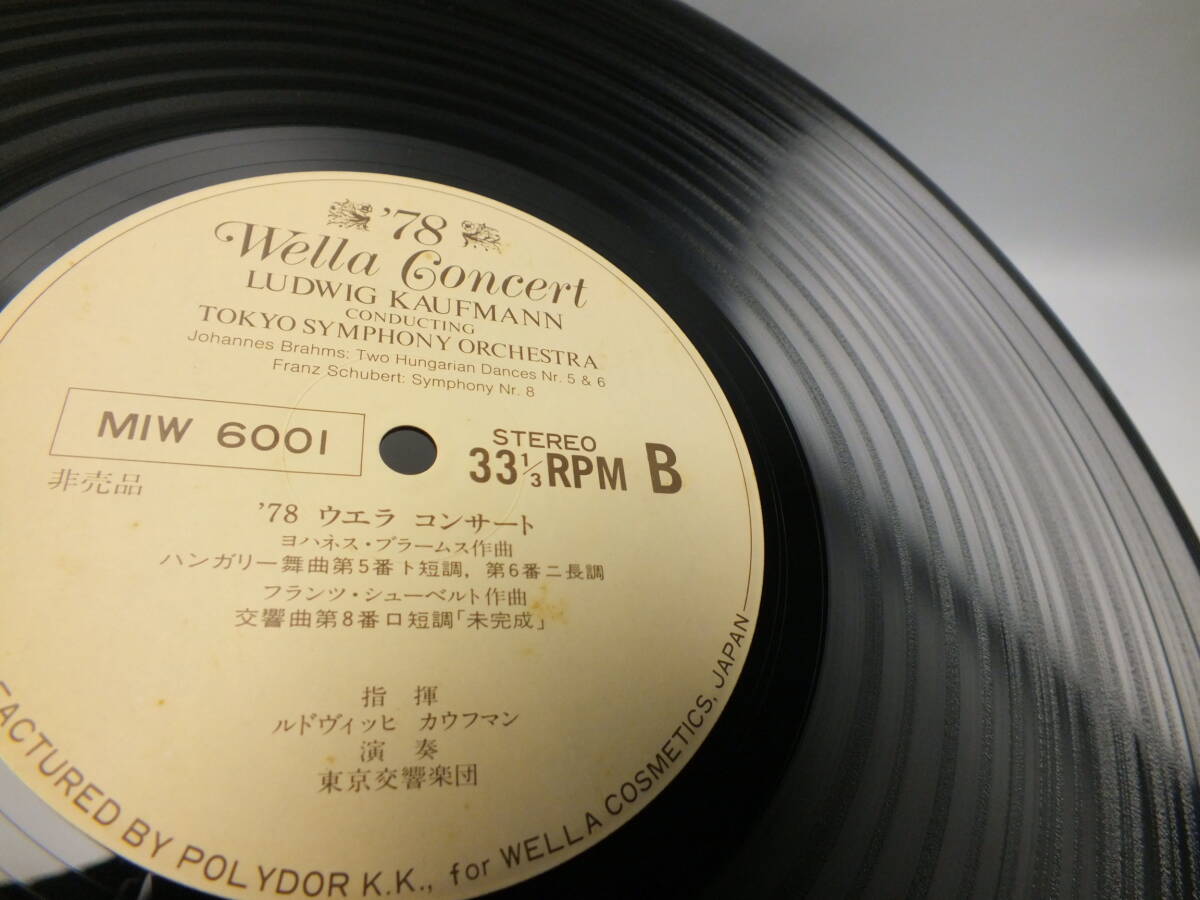 '78
Wella Concert
LUDWIG KAUFMANN
CONDUCTING
TOKYO SYMPHONY ORCHESTRA
Johannes Brahms: Two Hungarian Dances Nr. 5 & 6
Franz Schubert: Symphony Nr. 8
MIW 6001
STEREO
33 1/3 RPM B
非売品
'78 ウエラ コンサート
ヨハネス・ブラームス作曲
ハンガリー舞曲第5番ト短調, 第6番ニ長調
フランツ・シューベルト作曲
交響曲第8番ロ短調「未完成」
指揮
ルドヴィッヒ カウフマン
演奏
東京交響楽団
FACTURED BY POLYDOR K.K., for WELLA COSMETICS, JAPAN